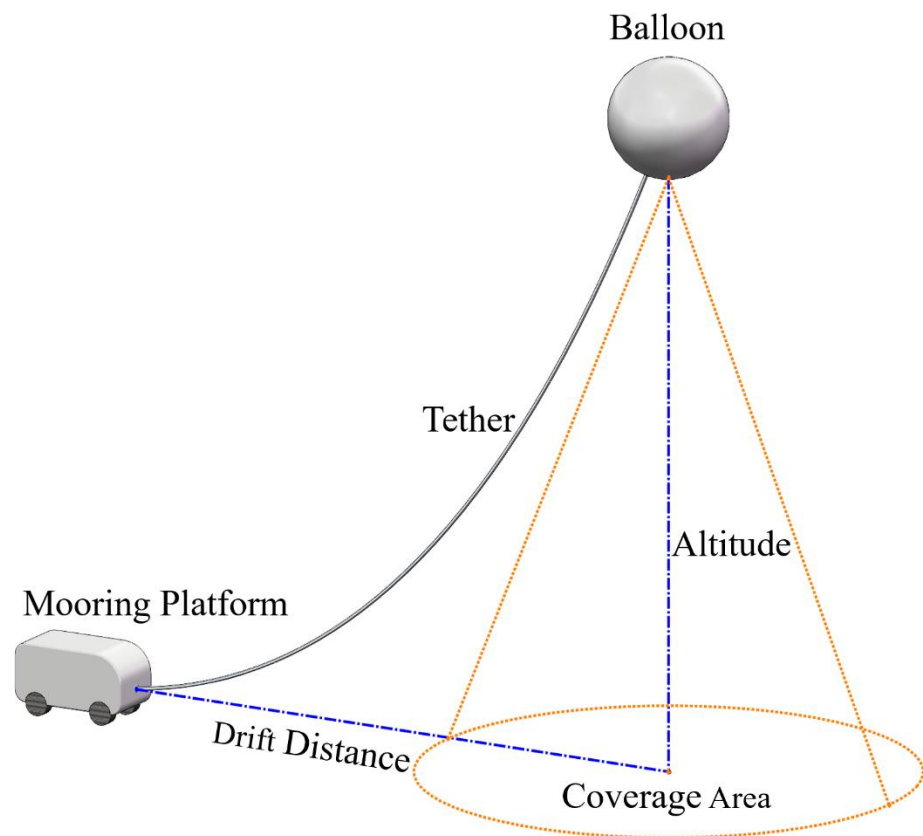 Balloon
Tether
Altitude
Mooring Platform
Drift Distance
Coverage Area